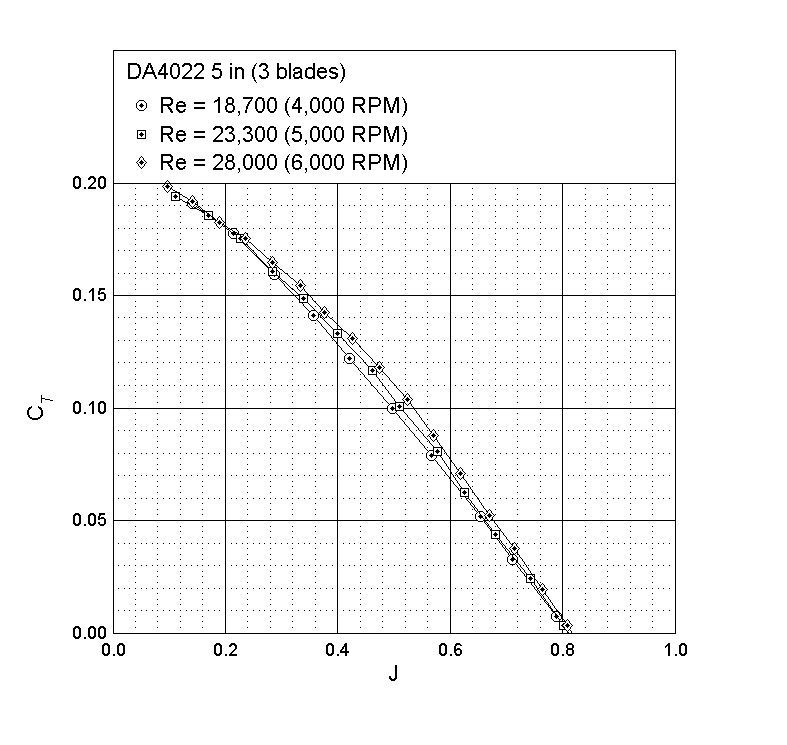 DA4022 5 in (3 blades)
Re = 18,700 (4,000 RPM)
Re = 23,300 (5,000 RPM)
Re = 28,000 (6,000 RPM)
0.20
0.15
0.10
0.05
0.00
C_T
0.0 0.2 0.4 0.6 0.8 1.0
J